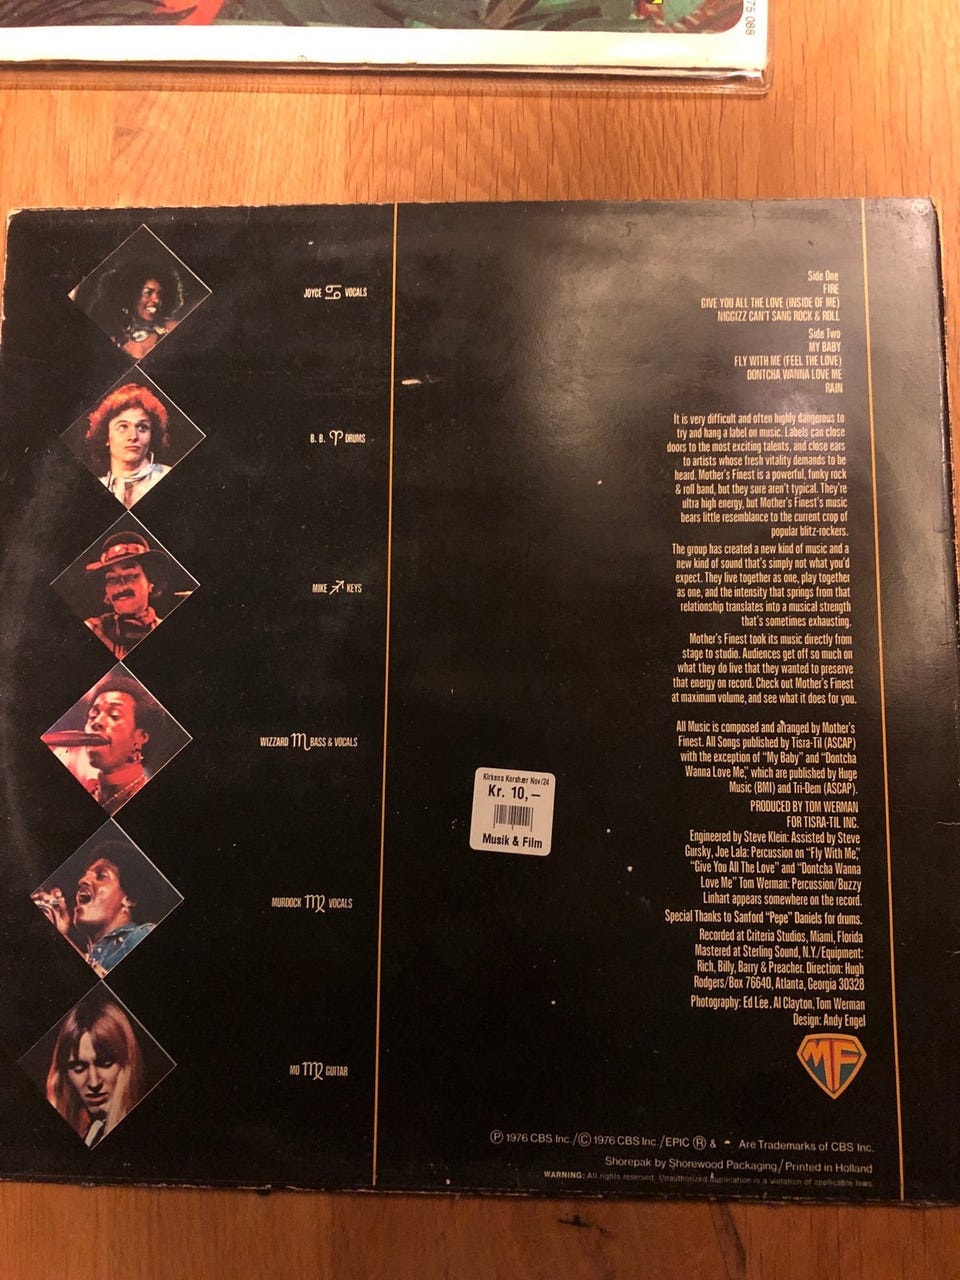 75 088
JOYCE ♋ VOCALS
B. B. ♈ DRUMS
MIKE ♐ KEYS
WIZZARD ♏ BASS & VOCALS
MURDOCK ♍ VOCALS
MO ♍ GUITAR
Side One
FIRE
GIVE YOU ALL THE LOVE (INSIDE OF ME)
NIGGIZZ CAN'T SANG ROCK & ROLL
Side Two
MY BABY
FLY WITH ME (FEEL THE LOVE)
DONTCHA WANNA LOVE ME
RAIN
It is very difficult and often highly dangerous to
try and hang a label on music. Labels can close
doors to the most exciting talents, and close ears
to artists whose fresh vitality demands to be
heard. Mother's Finest is a powerful, funky rock
& roll band, but they sure aren't typical. They're
ultra high energy, but Mother's Finest's music
bears little resemblance to the current crop of
popular blitz-rockers.
The group has created a new kind of music and a
new kind of sound that's simply not what you'd
expect. They live together as one, play together
as one, and the intensity that springs from that
relationship translates into a musical strength
that's sometimes exhausting.
Mother's Finest took its music directly from
stage to studio. Audiences get off so much on
what they do live that they wanted to preserve
that energy on record. Check out Mother's Finest
at maximum volume, and see what it does for you.
All Music is composed and arranged by Mother's
Finest. All Songs published by Tisra-Til (ASCAP)
with the exception of "My Baby" and "Dontcha
Wanna Love Me," which are published by Huge
Music (BMI) and Tri-Dem (ASCAP).
PRODUCED BY TOM WERMAN
FOR TISRA-TIL INC.
Engineered by Steve Klein: Assisted by Steve
Gursky, Joe Lala: Percussion on "Fly With Me,"
"Give You All The Love" and "Dontcha Wanna
Love Me" Tom Werman: Percussion/Buzzy
Linhart appears somewhere on the record.
Special Thanks to Sanford "Pepe" Daniels for drums.
Recorded at Criteria Studios, Miami, Florida
Mastered at Sterling Sound, N.Y./Equipment:
Rich, Billy, Barry & Preacher. Direction: Hugh
Rodgers/Box 76640, Atlanta, Georgia 30328
Photography: Ed Lee, Al Clayton, Tom Werman
Design: Andy Engel
MF
Kirkens Korshær Nov/24
Kr. 10,–
Musik & Film
Ⓟ 1976 CBS Inc./Ⓒ 1976 CBS Inc./EPIC ® & Are Trademarks of CBS Inc.
Shorepak by Shorewood Packaging/Printed in Holland
WARNING: All rights reserved. Unauthorized duplication is a violation of applicable laws.